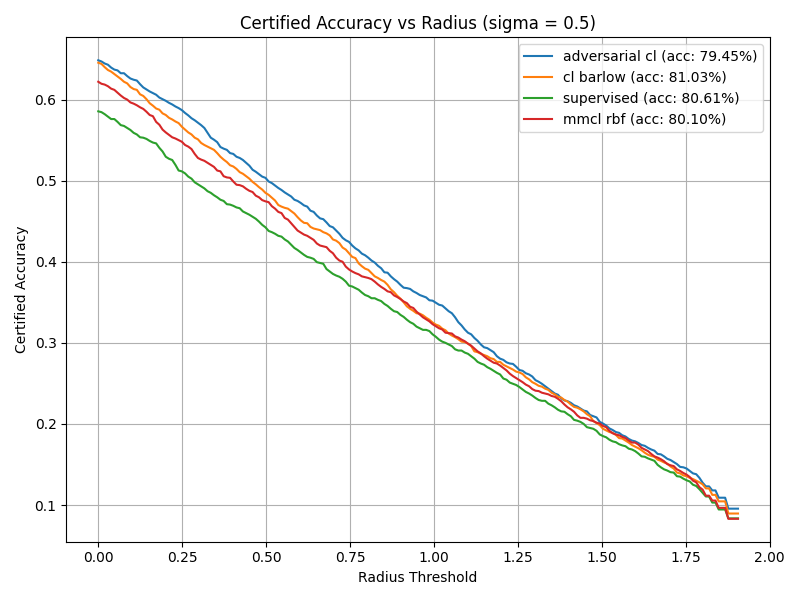 Certified Accuracy vs Radius (sigma = 0.5)
adversarial cl (acc: 79.45%)
cl barlow (acc: 81.03%)
supervised (acc: 80.61%)
mmcl rbf (acc: 80.10%)
Certified Accuracy
0.6
0.5
0.4
0.3
0.2
0.1
0.00 0.25 0.50 0.75 1.00 1.25 1.50 1.75 2.00
Radius Threshold